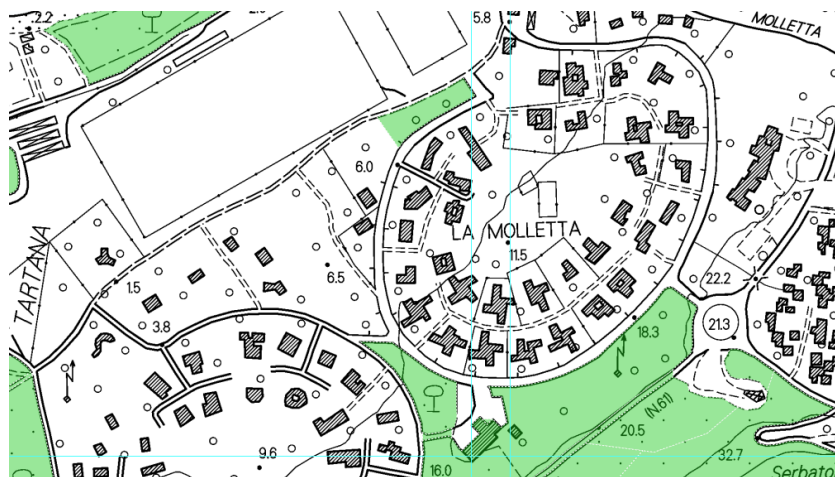 2.2
5.8
MOLLETTA
6.0
TARTANA
LA MOLLETTA
11.5
6.5
1.5
22.2
3.8
18.3
21.3
(N.61)
20.5
9.6
16.0
32.7
Serbato